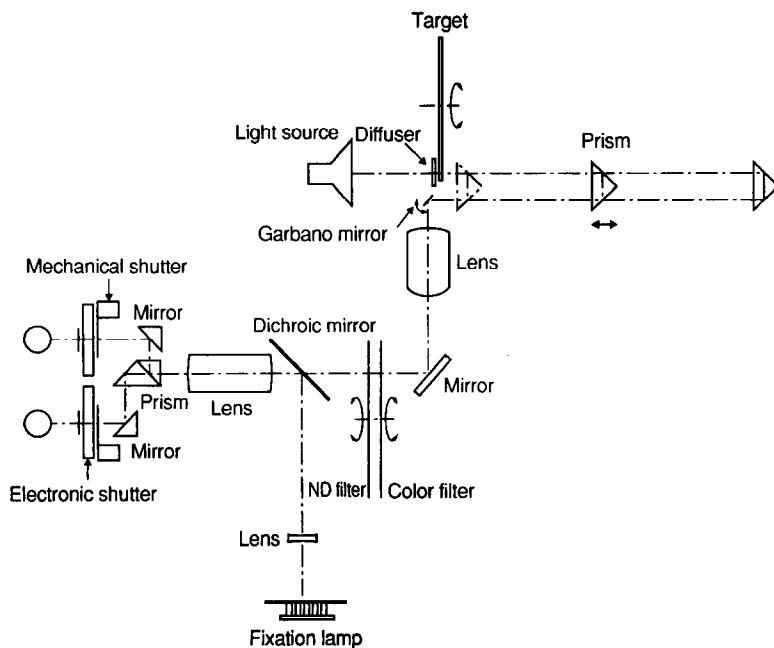 Target
Light source
Diffuser
Prism
Garbano mirror
Lens
Mechanical shutter
Mirror
Dichroic mirror
Mirror
Prism
Lens
Mirror
Electronic shutter
ND filter
Color filter
Lens
Fixation lamp